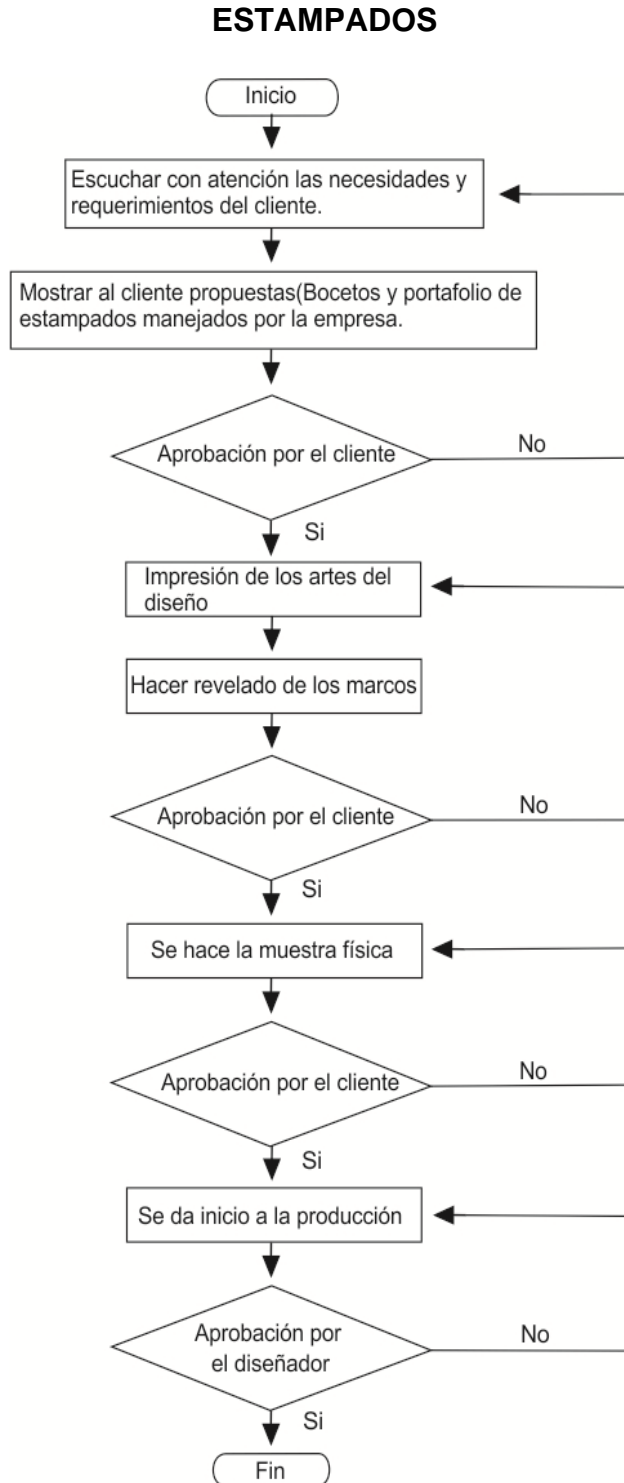 ESTAMPADOS
Inicio
Escuchar con atención las necesidades y
requerimientos del cliente.
Mostrar al cliente propuestas(Bocetos y portafolio de
estampados manejados por la empresa.
Aprobación por el cliente
No
Si
Impresión de los artes del
diseño
Hacer revelado de los marcos
Aprobación por el cliente
No
Si
Se hace la muestra física
Aprobación por el cliente
No
Si
Se da inicio a la producción
Aprobación por
el diseñador
No
Si
Fin